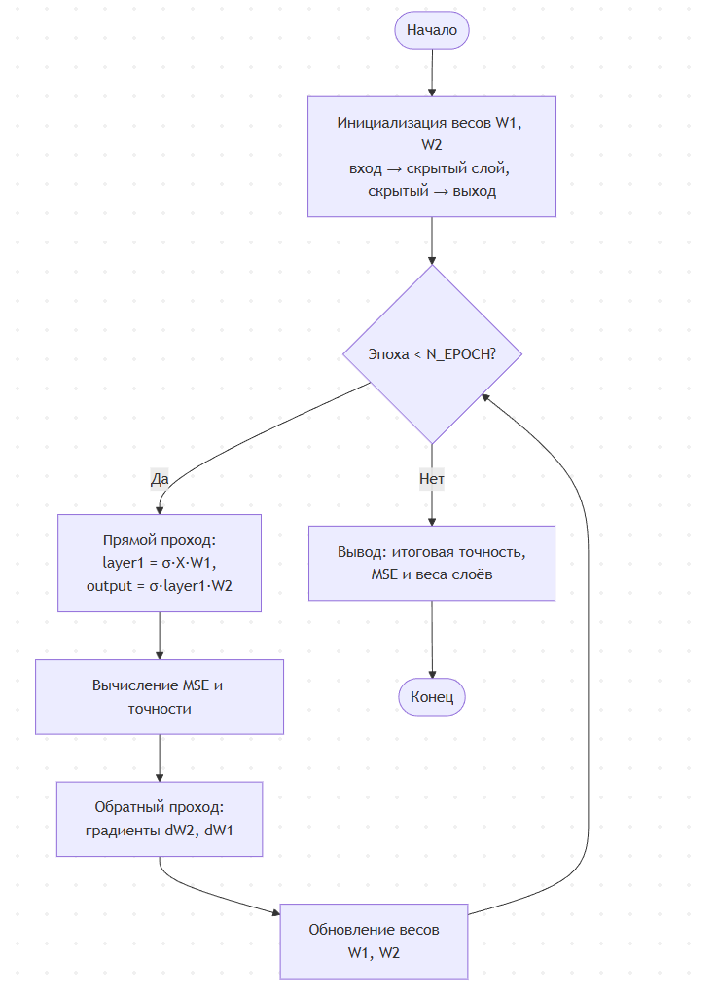 Начало
Инициализация весов W1,
W2
вход → скрытый слой,
скрытый → выход
Эпоха < N_EPOCH?
Да
Нет
Прямой проход:
layer1 = σ·X·W1,
output = σ·layer1·W2
Вывод: итоговая точность,
MSE и веса слоёв
Вычисление MSE и
точности
Конец
Обратный проход:
градиенты dW2, dW1
Обновление весов
W1, W2